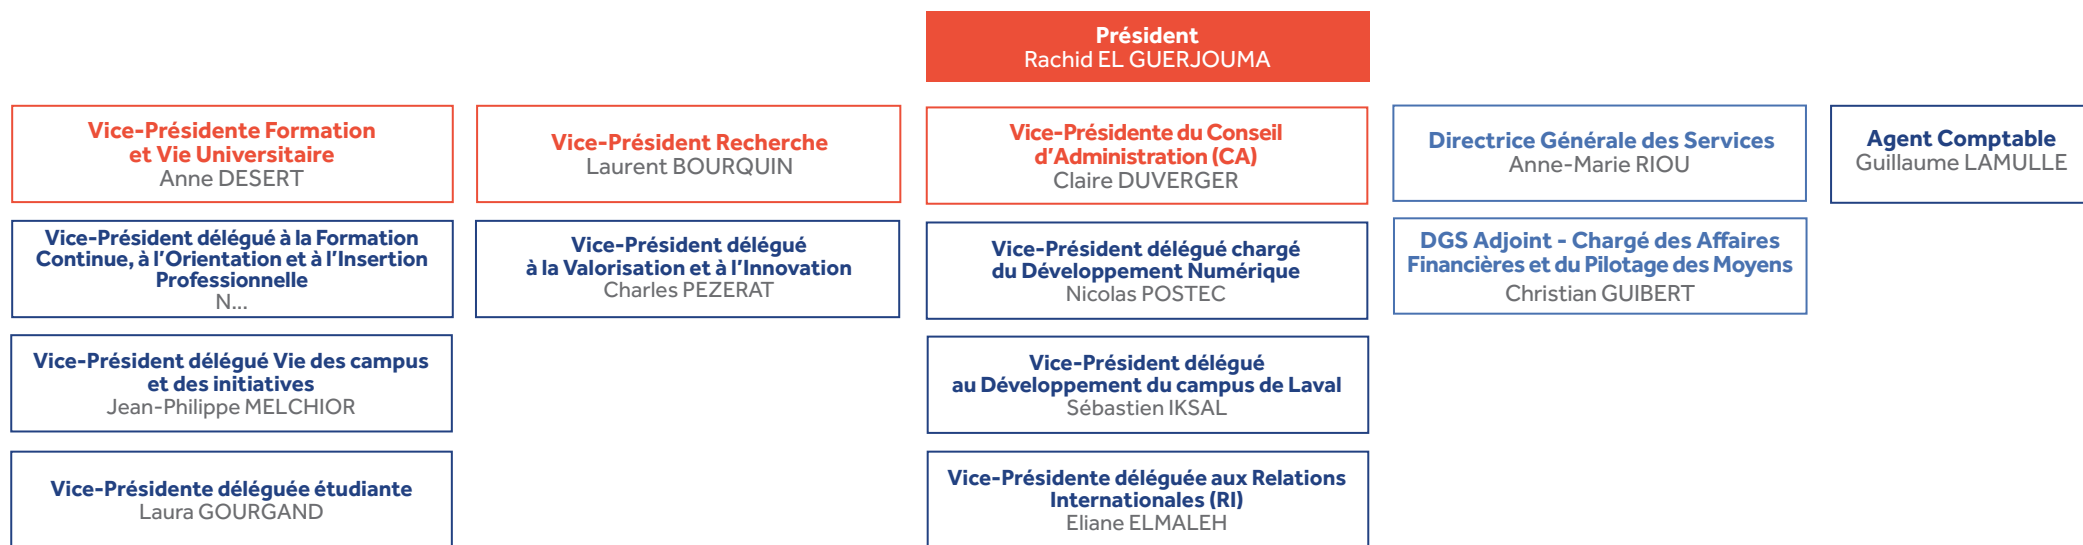 Président
Rachid EL GUERJOUMA
Vice-Présidente Formation
et Vie Universitaire
Anne DESERT
Vice-Président Recherche
Laurent BOURQUIN
Vice-Présidente du Conseil
d’Administration (CA)
Claire DUVERGER
Directrice Générale des Services
Anne-Marie RIOU
Agent Comptable
Guillaume LAMULLE
Vice-Président délégué à la Formation
Continue, à l’Orientation et à l’Insertion
Professionnelle
N...
Vice-Président délégué
à la Valorisation et à l’Innovation
Charles PEZERAT
Vice-Président délégué chargé
du Développement Numérique
Nicolas POSTEC
DGS Adjoint - Chargé des Affaires
Financières et du Pilotage des Moyens
Christian GUIBERT
Vice-Président délégué Vie des campus
et des initiatives
Jean-Philippe MELCHIOR
Vice-Président délégué
au Développement du campus de Laval
Sébastien IKSAL
Vice-Présidente déléguée étudiante
Laura GOURGAND
Vice-Présidente déléguée aux Relations
Internationales (RI)
Eliane ELMALEH